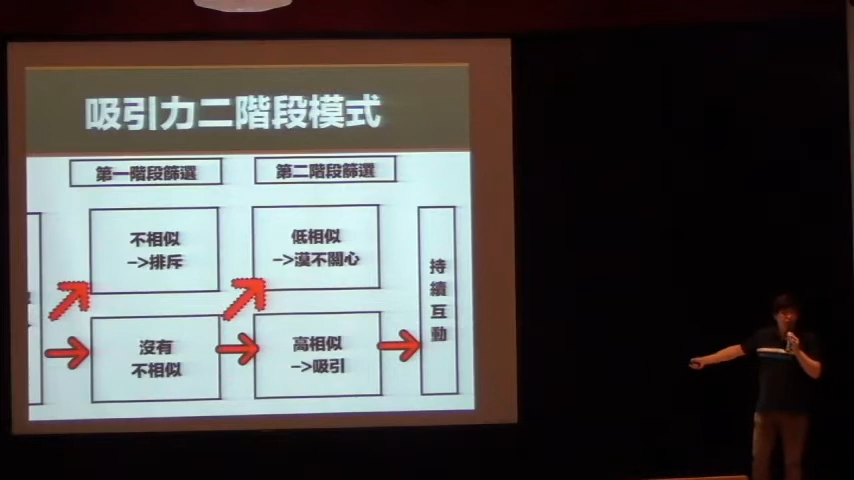 吸引力二階段模式
第一階段篩選
第二階段篩選
不相似
->排斥
低相似
->漠不關心
沒有
不相似
高相似
->吸引
持
續
互
動